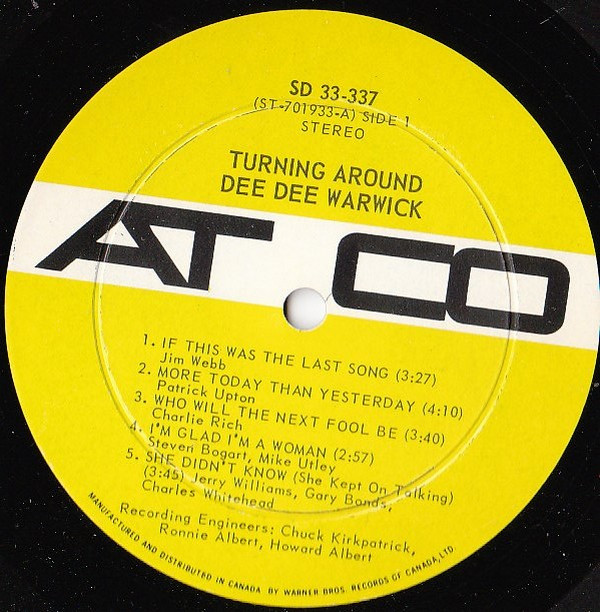 SD 33-337
(ST-701933-A) SIDE 1
STEREO
TURNING AROUND
DEE DEE WARWICK
ATCO
1. IF THIS WAS THE LAST SONG (3:27)
Jim Webb
2. MORE TODAY THAN YESTERDAY (4:10)
Patrick Upton
3. WHO WILL THE NEXT FOOL BE (3:40)
Charlie Rich
4. I'M GLAD I'M A WOMAN (2:57)
Steven Bogart, Mike Utley
5. SHE DIDN'T KNOW (She Kept On Talking)
(3:45) Jerry Williams, Gary Bonds,
Charles Whitehead
Recording Engineers: Chuck Kirkpatrick,
Ronnie Albert, Howard Albert
MANUFACTURED AND DISTRIBUTED IN CANADA BY WARNER BROS. RECORDS OF CANADA, LTD.